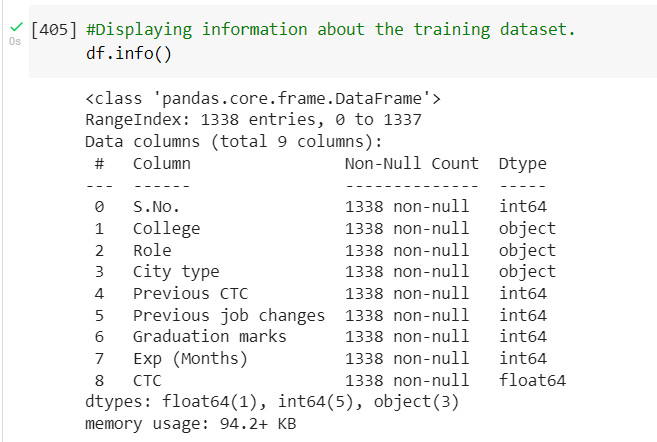 [405] #Displaying information about the training dataset.
0s df.info()
<class 'pandas.core.frame.DataFrame'>
RangeIndex: 1338 entries, 0 to 1337
Data columns (total 9 columns):
 #   Column                Non-Null Count  Dtype
---  ------                --------------  -----
 0   S.No.                 1338 non-null   int64
 1   College               1338 non-null   object
 2   Role                  1338 non-null   object
 3   City type             1338 non-null   object
 4   Previous CTC          1338 non-null   int64
 5   Previous job changes  1338 non-null   int64
 6   Graduation marks      1338 non-null   int64
 7   Exp (Months)          1338 non-null   int64
 8   CTC                   1338 non-null   float64
dtypes: float64(1), int64(5), object(3)
memory usage: 94.2+ KB